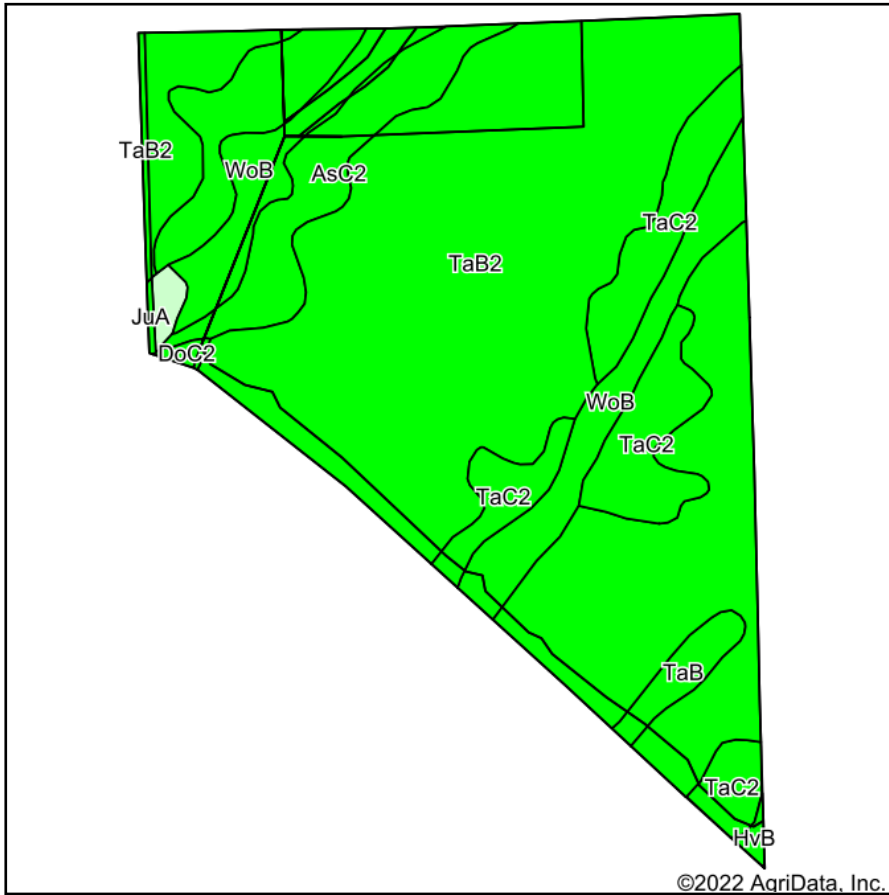 TaB2
WoB
AsC2
TaC2
TaB2
JuA
DoC2
WoB
TaC2
TaC2
TaB
TaC2
HvB
©2022 AgriData, Inc.